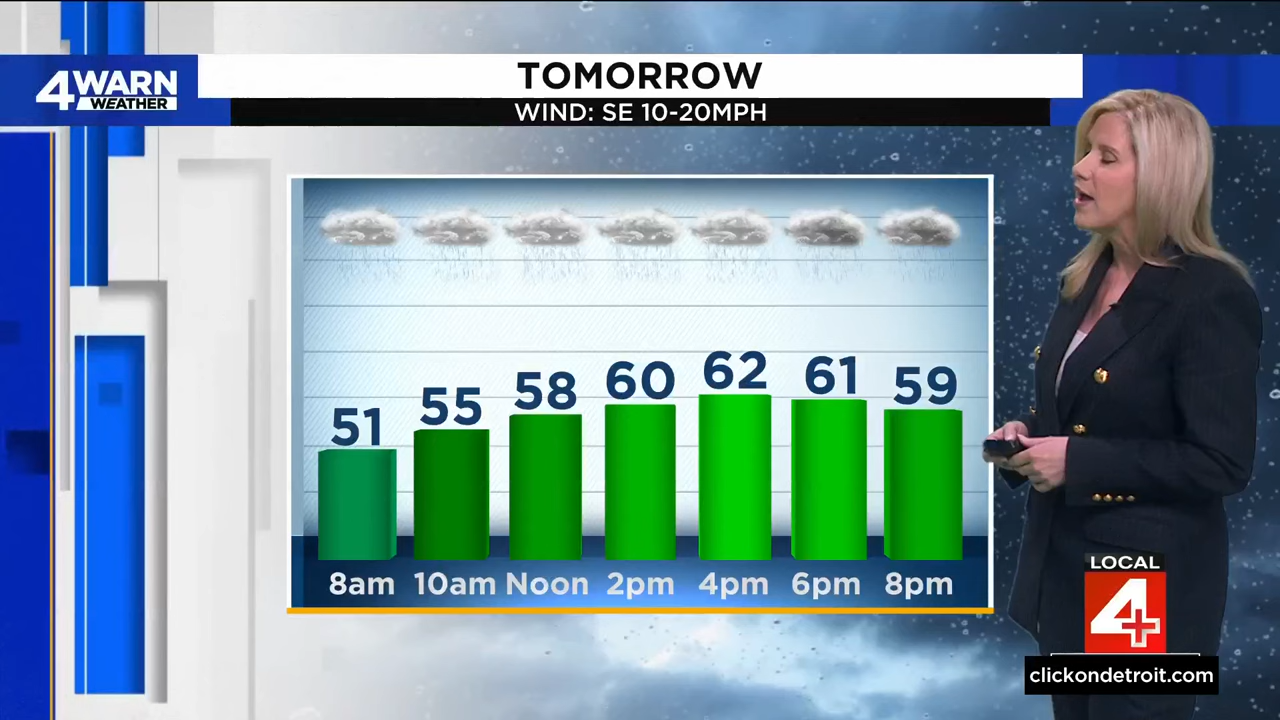 4WARN
WEATHER
TOMORROW
WIND: SE 10-20MPH
51 55 58 60 62 61 59
8am 10am Noon 2pm 4pm 6pm 8pm
LOCAL
4+
clickondetroit.com